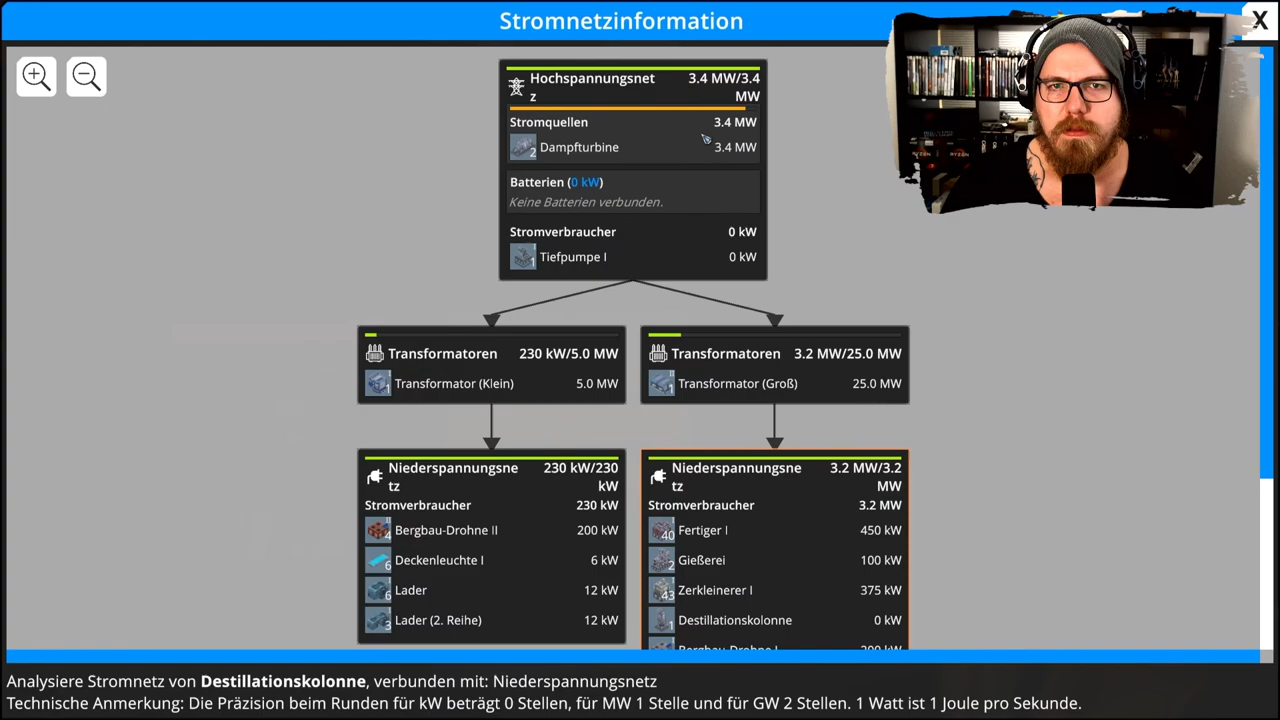 Stromnetzinformation
X
Hochspannungsnet
z
3.4 MW/3.4
MW
Stromquellen 3.4 MW
2 Dampfturbine 3.4 MW
Batterien (0 kW)
Keine Batterien verbunden.
Stromverbraucher 0 kW
I 1 Tiefpumpe I 0 kW
Transformatoren 230 kW/5.0 MW
1 Transformator (Klein) 5.0 MW
Transformatoren 3.2 MW/25.0 MW
II 1 Transformator (Groß) 25.0 MW
Niederspannungsne
tz
230 kW/230
kW
Stromverbraucher 230 kW
II 4 Bergbau-Drohne II 200 kW
6 Deckenleuchte I 6 kW
6 Lader 12 kW
3 Lader (2. Reihe) 12 kW
Niederspannungsne
tz
3.2 MW/3.2
MW
Stromverbraucher 3.2 MW
40 Fertiger I 450 kW
2 Gießerei 100 kW
43 Zerkleinerer I 375 kW
1 Destillationskolonne 0 kW
RYZEN
Analysiere Stromnetz von Destillationskolonne, verbunden mit: Niederspannungsnetz
Technische Anmerkung: Die Präzision beim Runden für kW beträgt 0 Stellen, für MW 1 Stelle und für GW 2 Stellen. 1 Watt ist 1 Joule pro Sekunde.